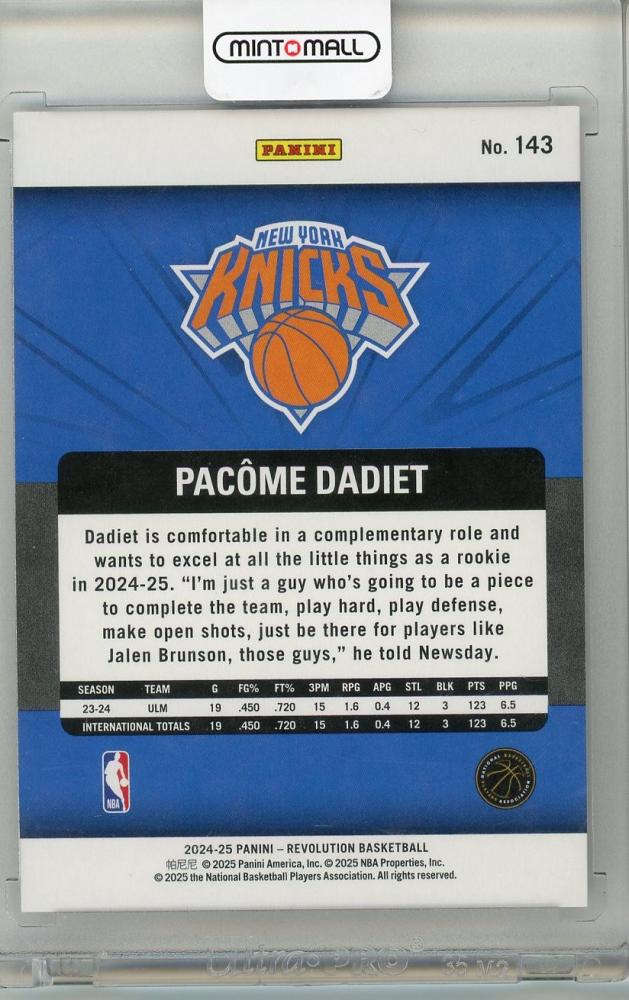 MINTOMALL
PANINI
No. 143
NEW YORK
KNICKS
PACÔME DADIET
Dadiet is comfortable in a complementary role and
wants to excel at all the little things as a rookie
in 2024-25. “I’m just a guy who’s going to be a piece
to complete the team, play hard, play defense,
make open shots, just be there for players like
Jalen Brunson, those guys,” he told Newsday.
SEASON TEAM G FG% FT% 3PM RPG APG STL BLK PTS PPG
23-24 ULM 19 .450 .720 15 1.6 0.4 12 3 123 6.5
INTERNATIONAL TOTALS 19 .450 .720 15 1.6 0.4 12 3 123 6.5
NBA
NATIONAL BASKETBALL PLAYERS ASSOCIATION
2024-25 PANINI – REVOLUTION BASKETBALL
帕尼尼 © 2025 Panini America, Inc. © 2025 NBA Properties, Inc.
© 2025 the National Basketball Players Association. All rights reserved.
Ultra·PRO®